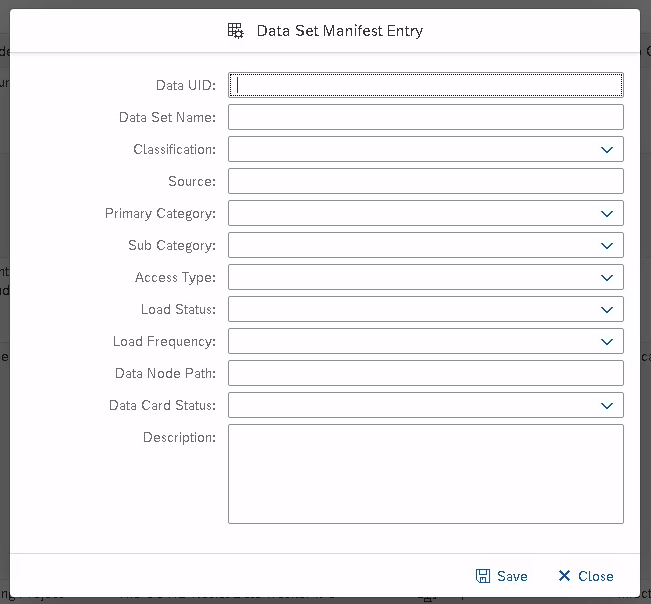 Data Set Manifest Entry
Data UID:
Data Set Name:
Classification:
Source:
Primary Category:
Sub Category:
Access Type:
Load Status:
Load Frequency:
Data Node Path:
Data Card Status:
Description:
Save
Close